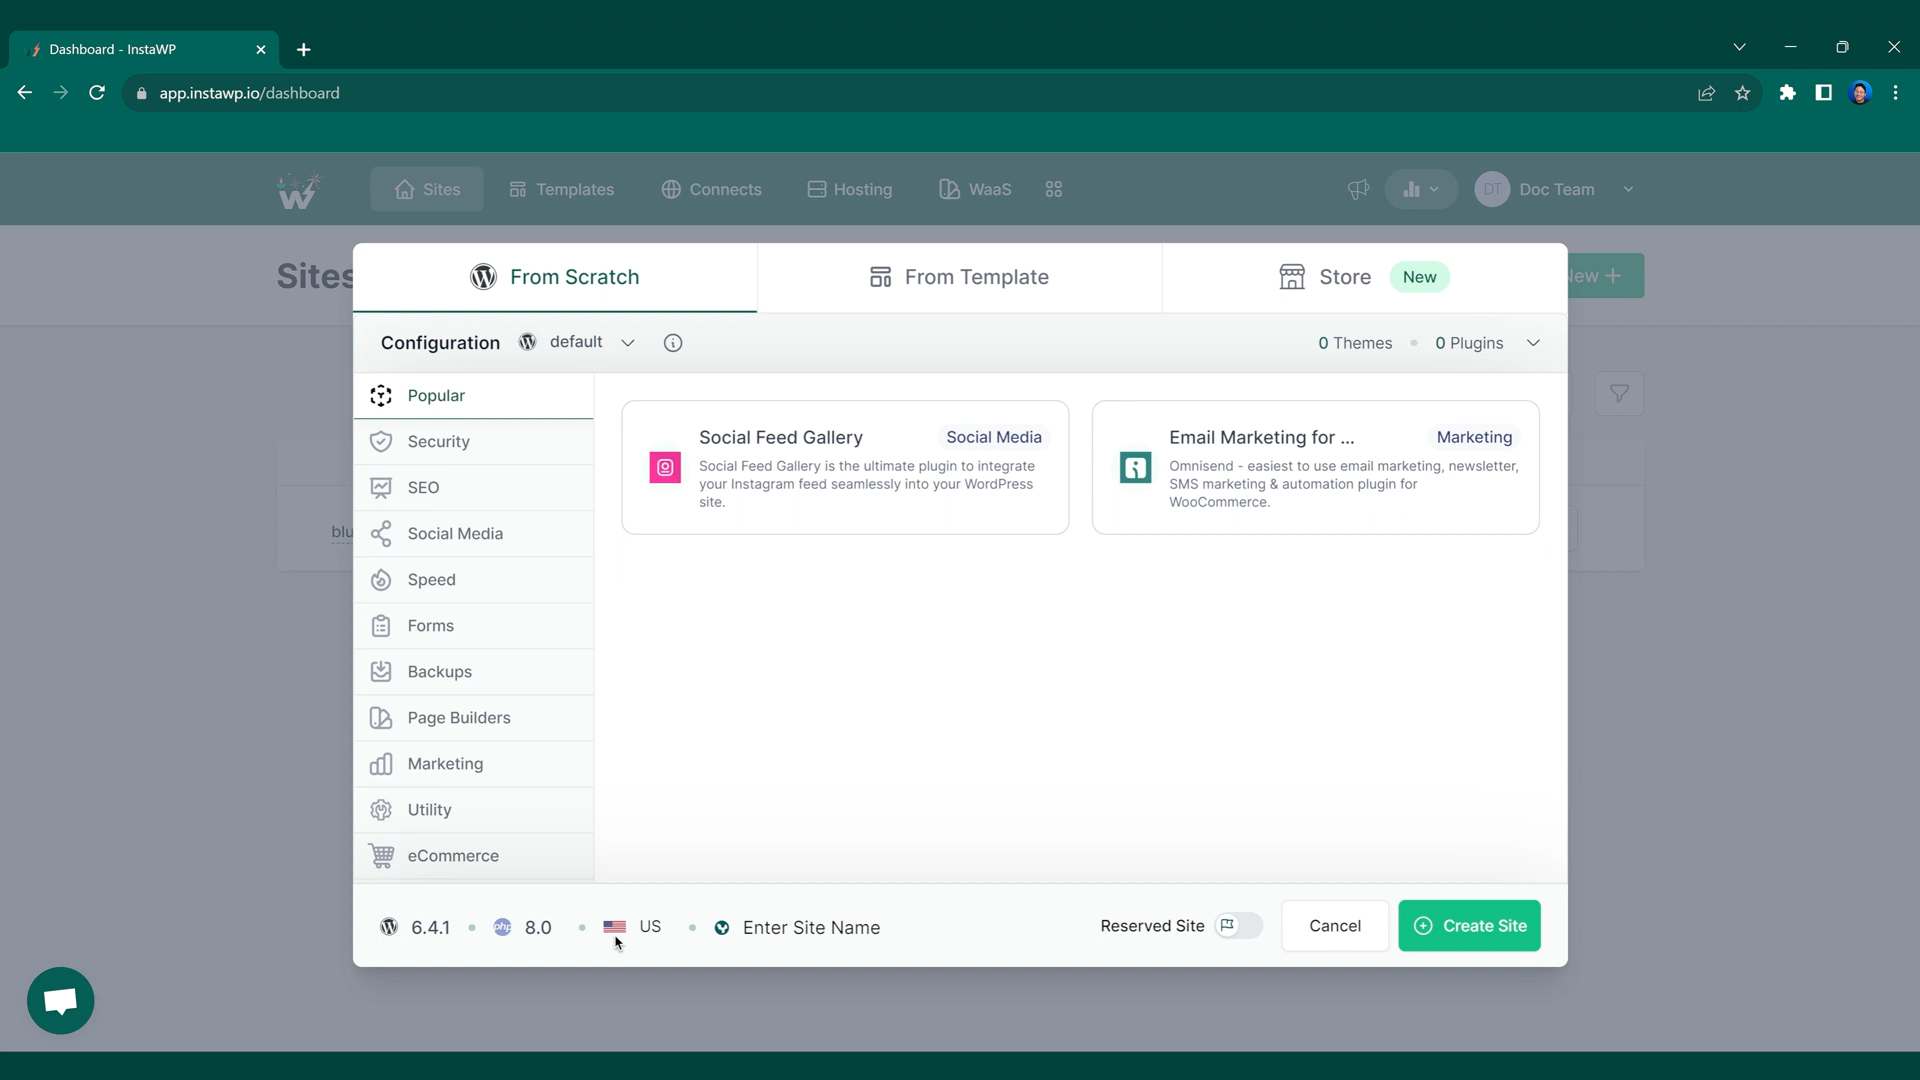 Dashboard - InstaWP
app.instawp.io/dashboard
Sites
Templates
Connects
Hosting
WaaS
DT
Doc Team
Sites
New +
From Scratch
From Template
Store
New
Configuration
default
0 Themes
0 Plugins
Popular
Security
SEO
Social Media
Speed
Forms
Backups
Page Builders
Marketing
Utility
eCommerce
Social Feed Gallery
Social Media
Social Feed Gallery is the ultimate plugin to integrate
your Instagram feed seamlessly into your WordPress
site.
Email Marketing for ...
Marketing
Omnisend - easiest to use email marketing, newsletter,
SMS marketing & automation plugin for
WooCommerce.
blu
6.4.1
php
8.0
US
Enter Site Name
Reserved Site
Cancel
Create Site